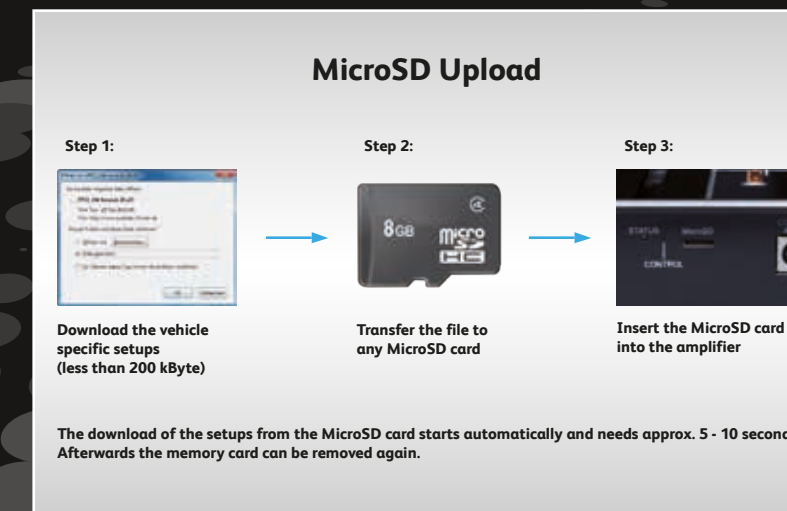 MicroSD Upload
Step 1:
Step 2:
Step 3:
8GB
micro
SD
HC
STATUS
MicroSD
CONTROL
Download the vehicle
specific setups
(less than 200 kByte)
Transfer the file to
any MicroSD card
Insert the MicroSD card
into the amplifier
The download of the setups from the MicroSD card starts automatically and needs approx. 5 - 10 second
Afterwards the memory card can be removed again.